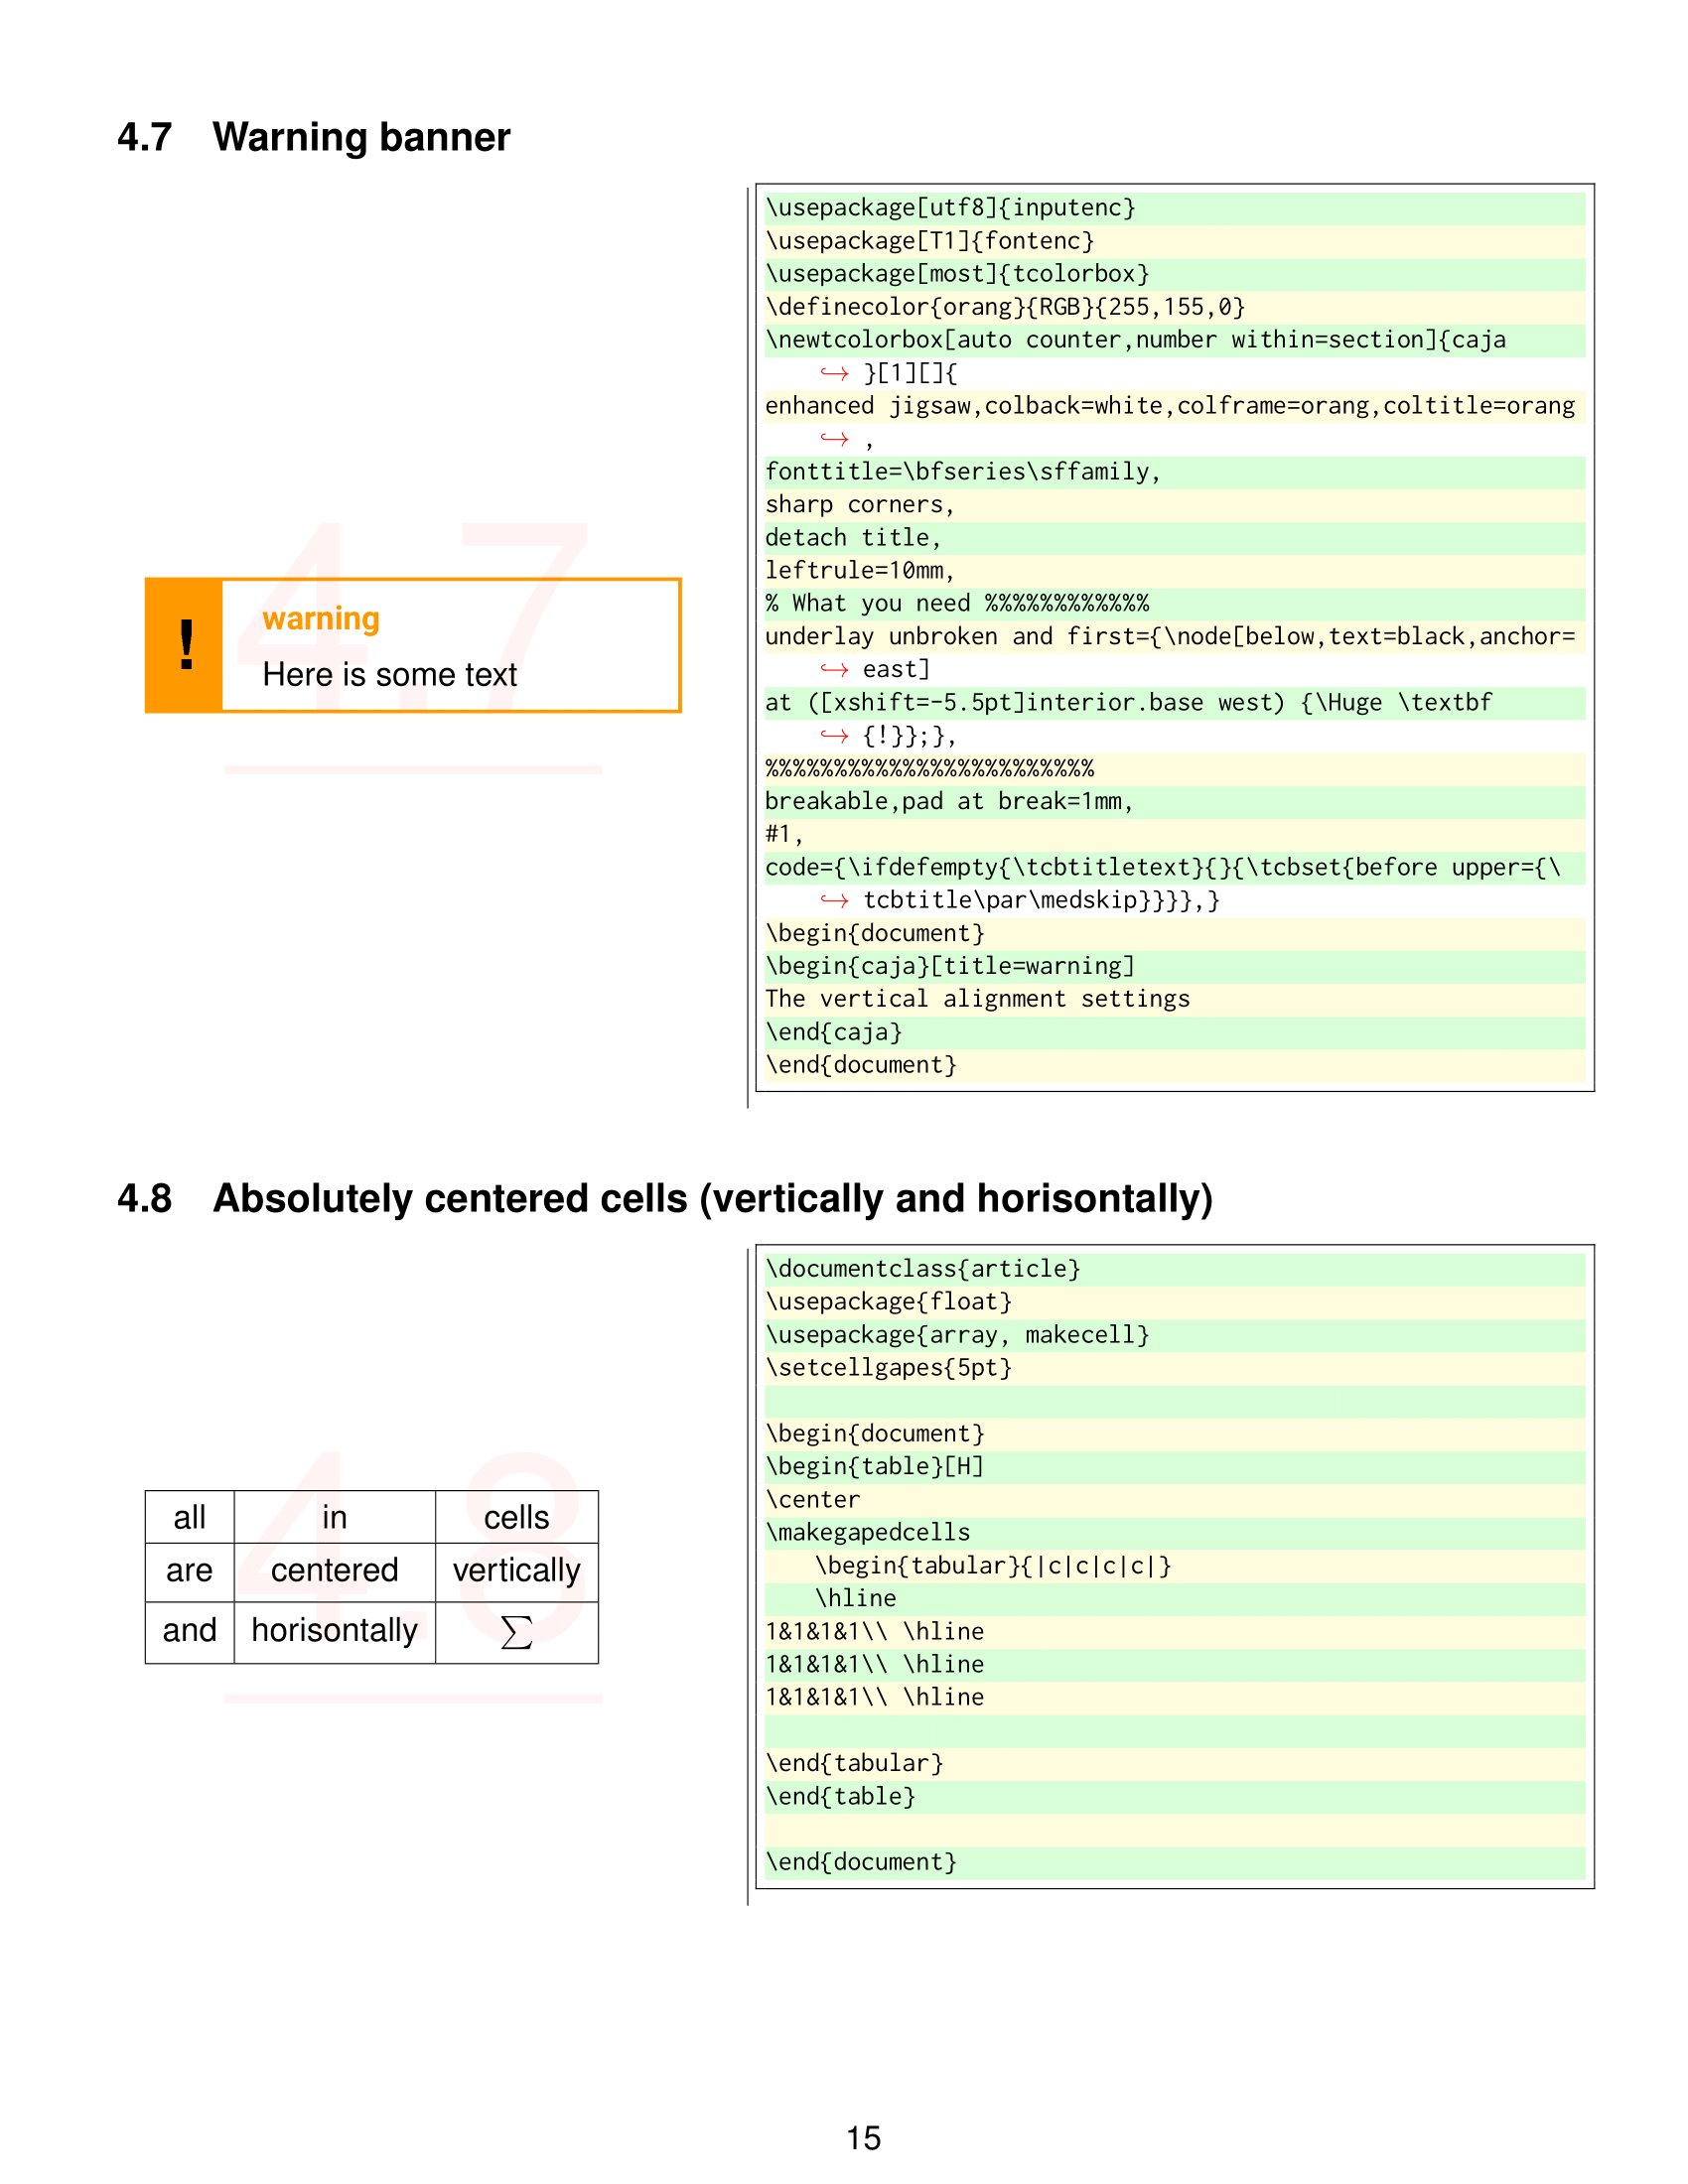 4.7 Warning banner
4.7
!
warning
Here is some text
\usepackage[utf8]{inputenc}
\usepackage[T1]{fontenc}
\usepackage[most]{tcolorbox}
\definecolor{orang}{RGB}{255,155,0}
\newtcolorbox[auto counter,number within=section]{caja
↪ }[1][]{
enhanced jigsaw,colback=white,colframe=orang,coltitle=orang
↪ ,
fonttitle=\bfseries\sffamily,
sharp corners,
detach title,
leftrule=10mm,
% What you need %%%%%%%%%%%%
underlay unbroken and first={\node[below,text=black,anchor=
↪ east]
at ([xshift=-5.5pt]interior.base west) {\Huge \textbf
↪ {!}};},
%%%%%%%%%%%%%%%%%%%%%%%%
breakable,pad at break=1mm,
#1,
code={\ifdefempty{\tcbtitletext}{}{\tcbset{before upper={\
↪ tcbtitle\par\medskip}}}},}
\begin{document}
\begin{caja}[title=warning]
The vertical alignment settings
\end{caja}
\end{document}
4.8 Absolutely centered cells (vertically and horisontally)
4.8
all in cells
are centered vertically
and horisontally ∑
\documentclass{article}
\usepackage{float}
\usepackage{array, makecell}
\setcellgapes{5pt}
\begin{document}
\begin{table}[H]
\center
\makegapedcells
\begin{tabular}{|c|c|c|c|}
\hline
1&1&1&1\\ \hline
1&1&1&1\\ \hline
1&1&1&1\\ \hline
\end{tabular}
\end{table}
\end{document}
15